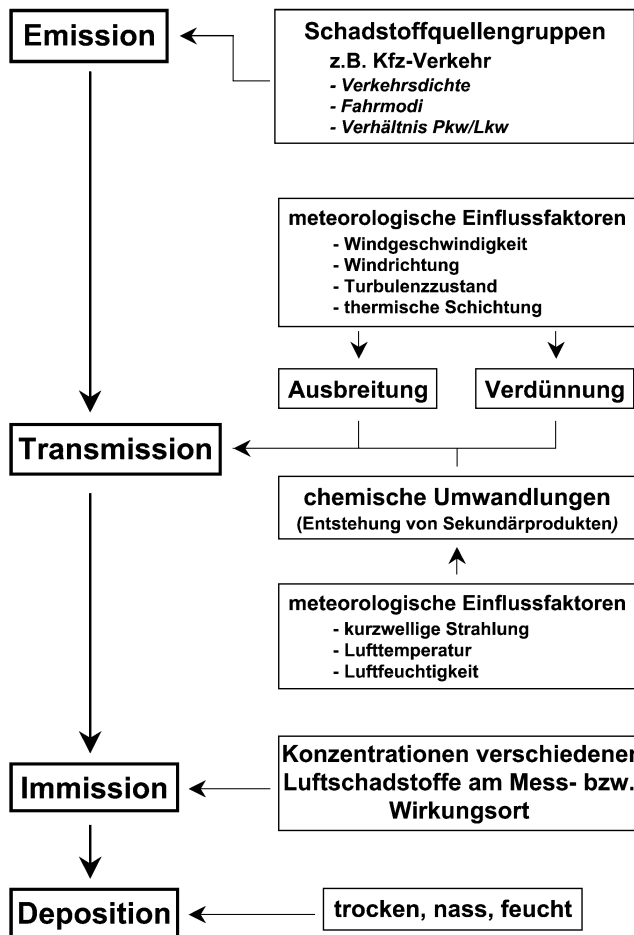 Emission
Schadstoffquellengruppen
z.B. Kfz-Verkehr
- Verkehrsdichte
- Fahrmodi
- Verhältnis Pkw/Lkw
meteorologische Einflussfaktoren
- Windgeschwindigkeit
- Windrichtung
- Turbulenzzustand
- thermische Schichtung
Ausbreitung
Verdünnung
Transmission
chemische Umwandlungen
(Entstehung von Sekundärprodukten)
meteorologische Einflussfaktoren
- kurzwellige Strahlung
- Lufttemperatur
- Luftfeuchtigkeit
Immission
Konzentrationen verschiedener
Luftschadstoffe am Mess- bzw.
Wirkungsort
Deposition
trocken, nass, feucht